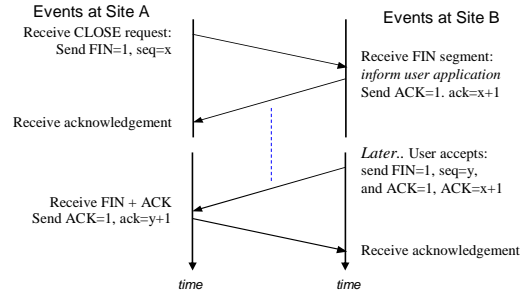 Events at Site A
Events at Site B
Receive CLOSE request:
Send FIN=1, seq=x
Receive FIN segment:
inform user application
Send ACK=1. ack=x+1
Receive acknowledgement
Later.. User accepts:
send FIN=1, seq=y,
and ACK=1, ACK=x+1
Receive FIN + ACK
Send ACK=1, ack=y+1
Receive acknowledgement
time
time